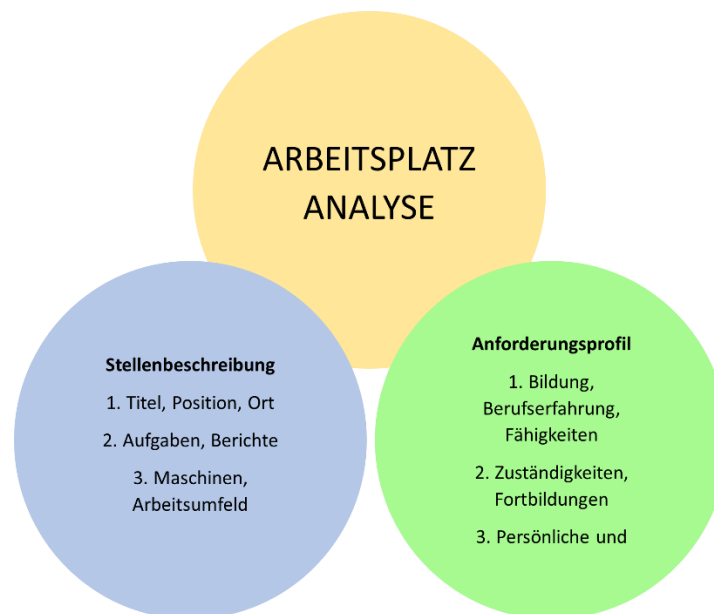 ARBEITSPLATZ
ANALYSE
Stellenbeschreibung
1. Titel, Position, Ort
2. Aufgaben, Berichte
3. Maschinen,
Arbeitsumfeld
Anforderungsprofil
1. Bildung,
Berufserfahrung,
Fähigkeiten
2. Zuständigkeiten,
Fortbildungen
3. Persönliche und